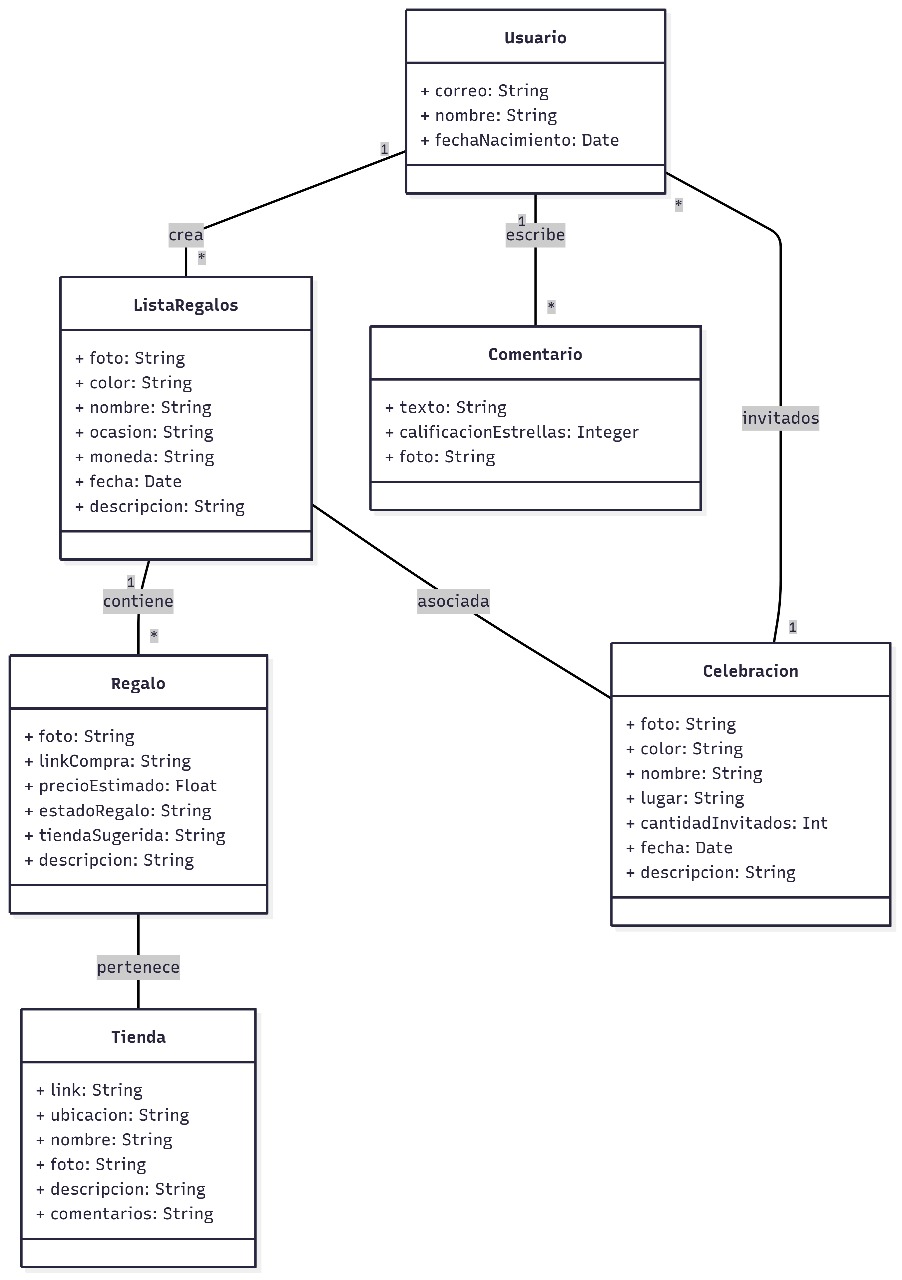 Usuario
+ correo: String
+ nombre: String
+ fechaNacimiento: Date
1
crea
*
1
escribe
*
*
invitados
1
ListaRegalos
+ foto: String
+ color: String
+ nombre: String
+ ocasion: String
+ moneda: String
+ fecha: Date
+ descripcion: String
Comentario
+ texto: String
+ calificacionEstrellas: Integer
+ foto: String
1
contiene
*
asociada
Regalo
+ foto: String
+ linkCompra: String
+ precioEstimado: Float
+ estadoRegalo: String
+ tiendaSugerida: String
+ descripcion: String
Celebracion
+ foto: String
+ color: String
+ nombre: String
+ lugar: String
+ cantidadInvitados: Int
+ fecha: Date
+ descripcion: String
pertenece
Tienda
+ link: String
+ ubicacion: String
+ nombre: String
+ foto: String
+ descripcion: String
+ comentarios: String